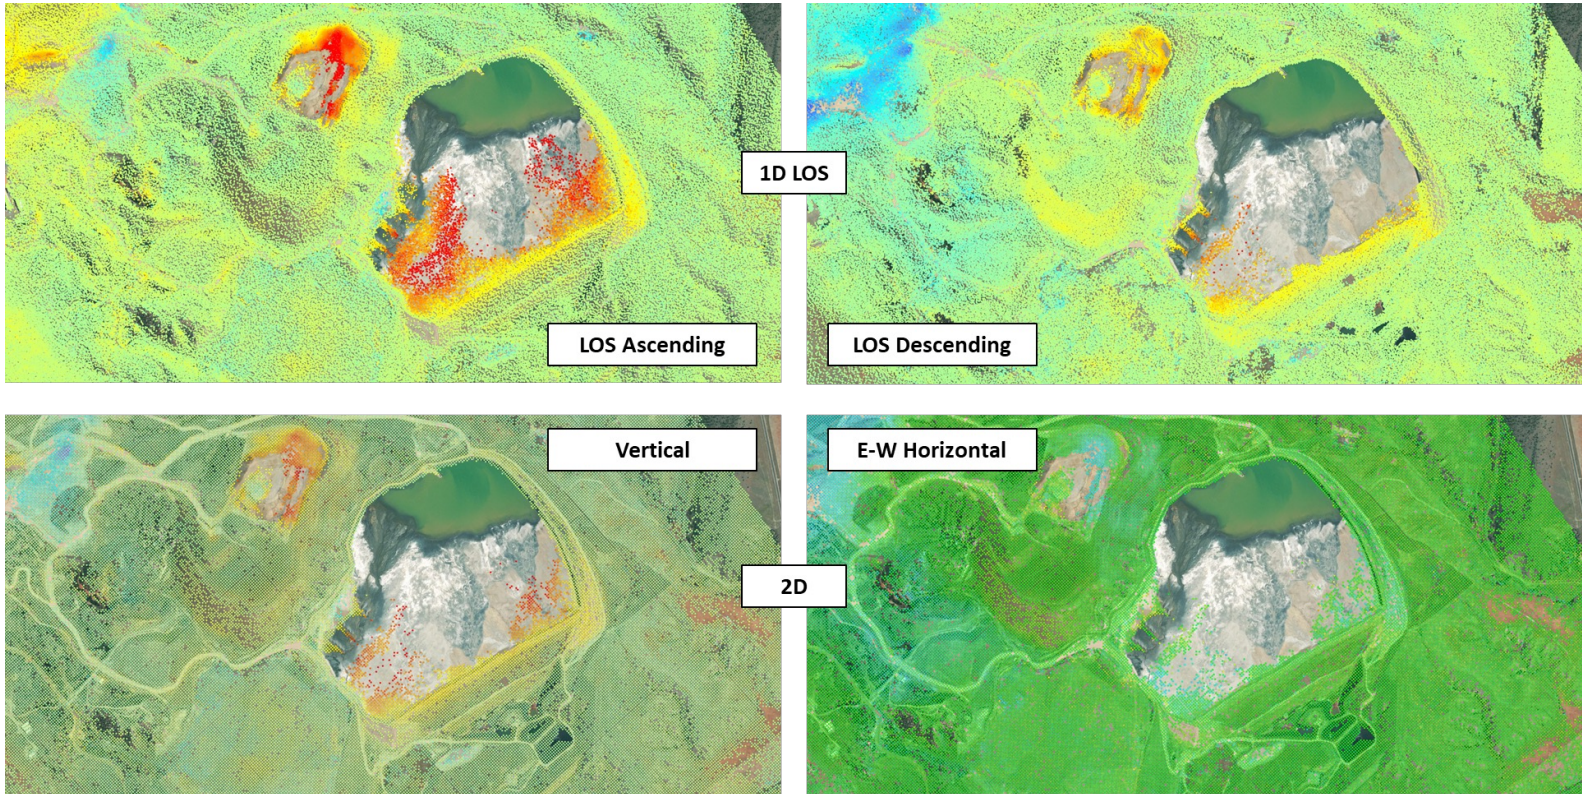 1D LOS
LOS Ascending
LOS Descending
Vertical
E-W Horizontal
2D